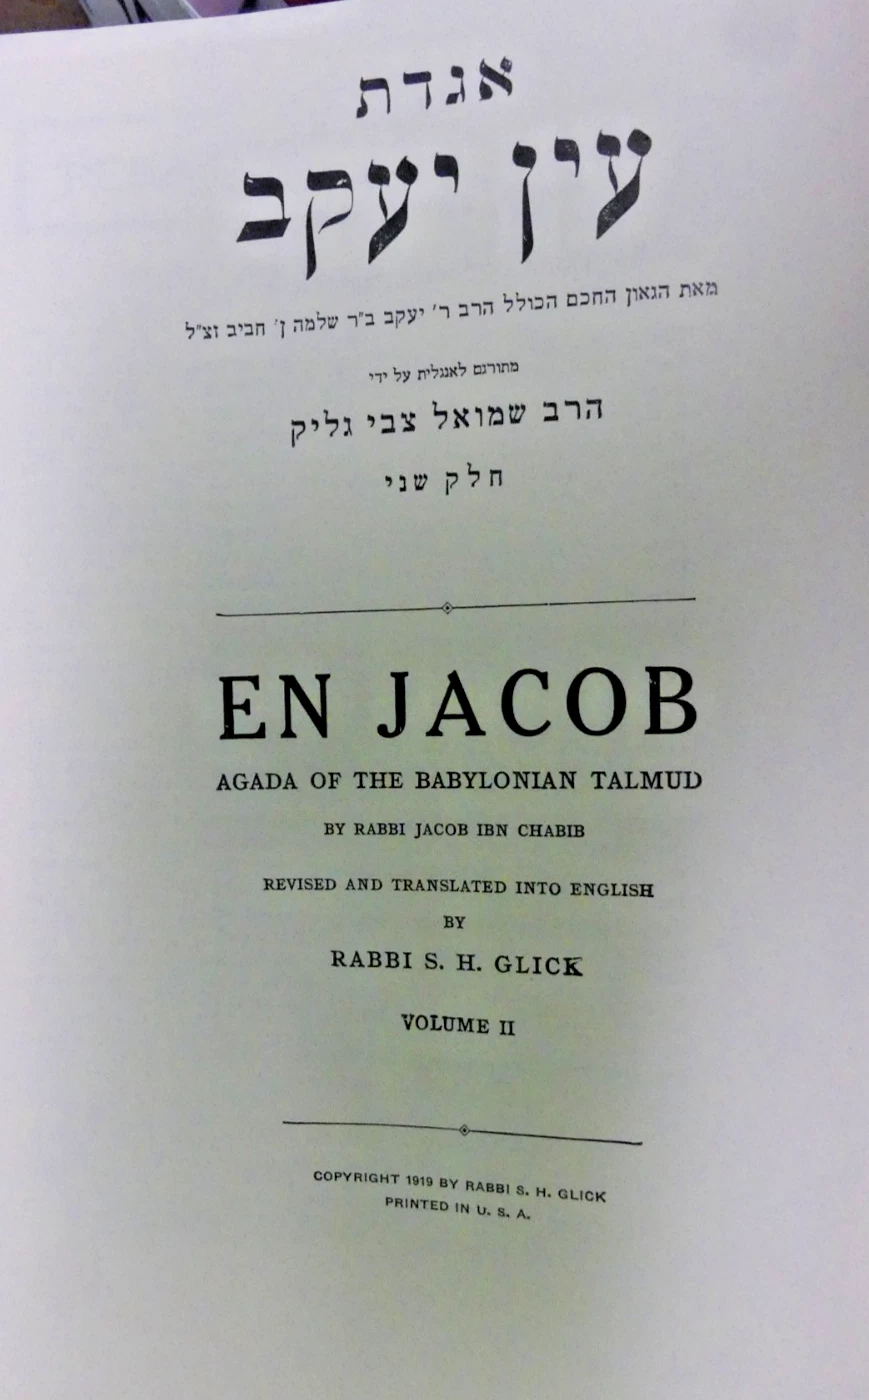 אגדת
עין יעקב
מאת הגאון החכם הכולל הרב ר' יעקב ב"ר שלמה ן' חביב זצ"ל
מתורגם לאנגלית על ידי
הרב שמואל צבי גליק
חלק שני
EN JACOB
AGADA OF THE BABYLONIAN TALMUD
BY RABBI JACOB IBN CHABIB
REVISED AND TRANSLATED INTO ENGLISH
BY
RABBI S. H. GLICK
VOLUME II
COPYRIGHT 1919 BY RABBI S. H. GLICK
PRINTED IN U. S. A.